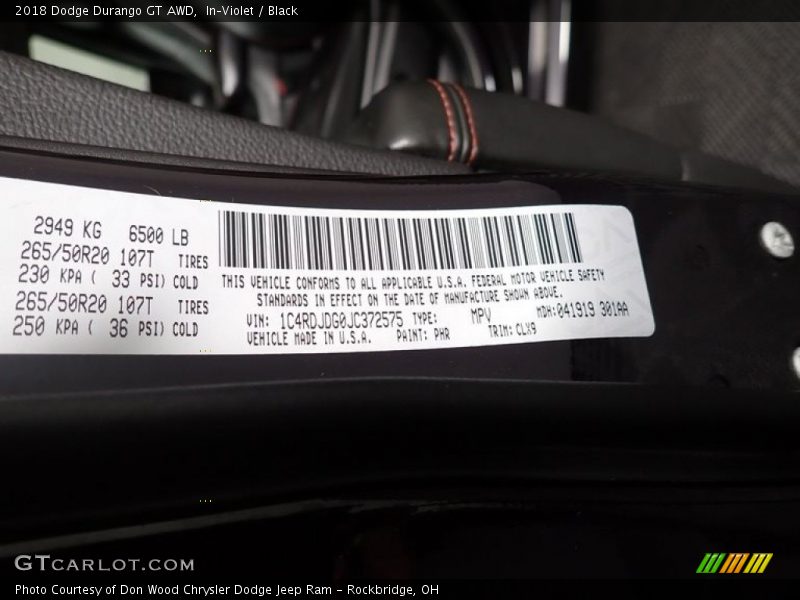 2018 Dodge Durango GT AWD, In-Violet / Black
2949 KG 6500 LB
265/50R20 107T TIRES
230 KPA ( 33 PSI) COLD
265/50R20 107T TIRES
250 KPA ( 36 PSI) COLD
THIS VEHICLE CONFORMS TO ALL APPLICABLE U.S.A. FEDERAL MOTOR VEHICLE SAFETY
STANDARDS IN EFFECT ON THE DATE OF MANUFACTURE SHOWN ABOVE.
VIN: 1C4RDJDG0JC372575 TYPE: MPV MDH:041919 301AA
VEHICLE MADE IN U.S.A. PAINT: PHR TRIM: CLX9
GTCARLOT.COM
Photo Courtesy of Don Wood Chrysler Dodge Jeep Ram - Rockbridge, OH